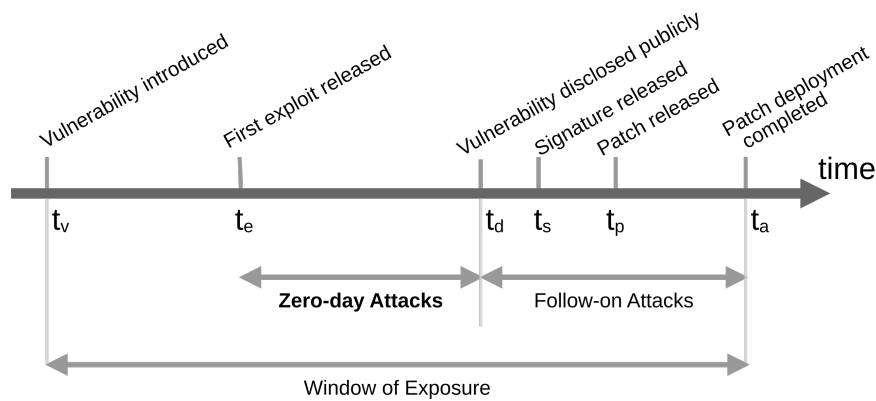 Vulnerability introduced
First exploit released
Vulnerability disclosed publicly
Signature released
Patch released
Patch deployment
completed
time
tv
te
td
ts
tp
ta
Zero-day Attacks
Follow-on Attacks
Window of Exposure